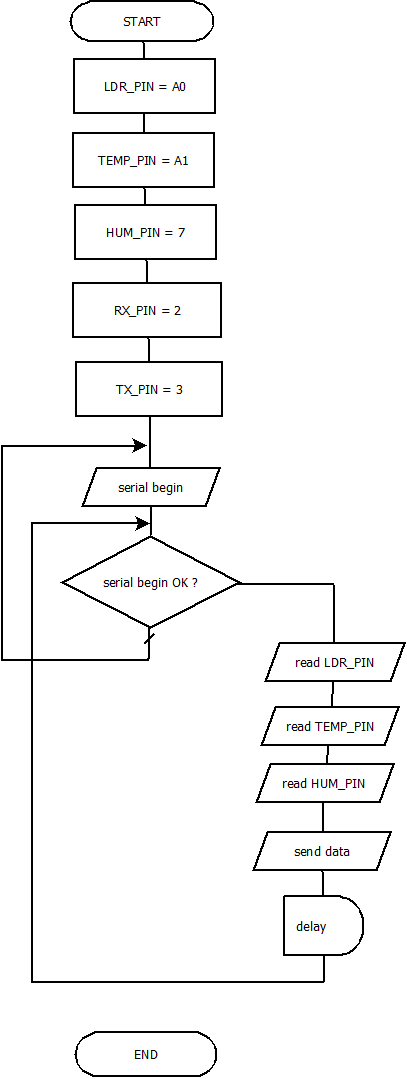 START
LDR_PIN = A0
TEMP_PIN = A1
HUM_PIN = 7
RX_PIN = 2
TX_PIN = 3
serial begin
serial begin OK ?
read LDR_PIN
read TEMP_PIN
read HUM_PIN
send data
delay
END